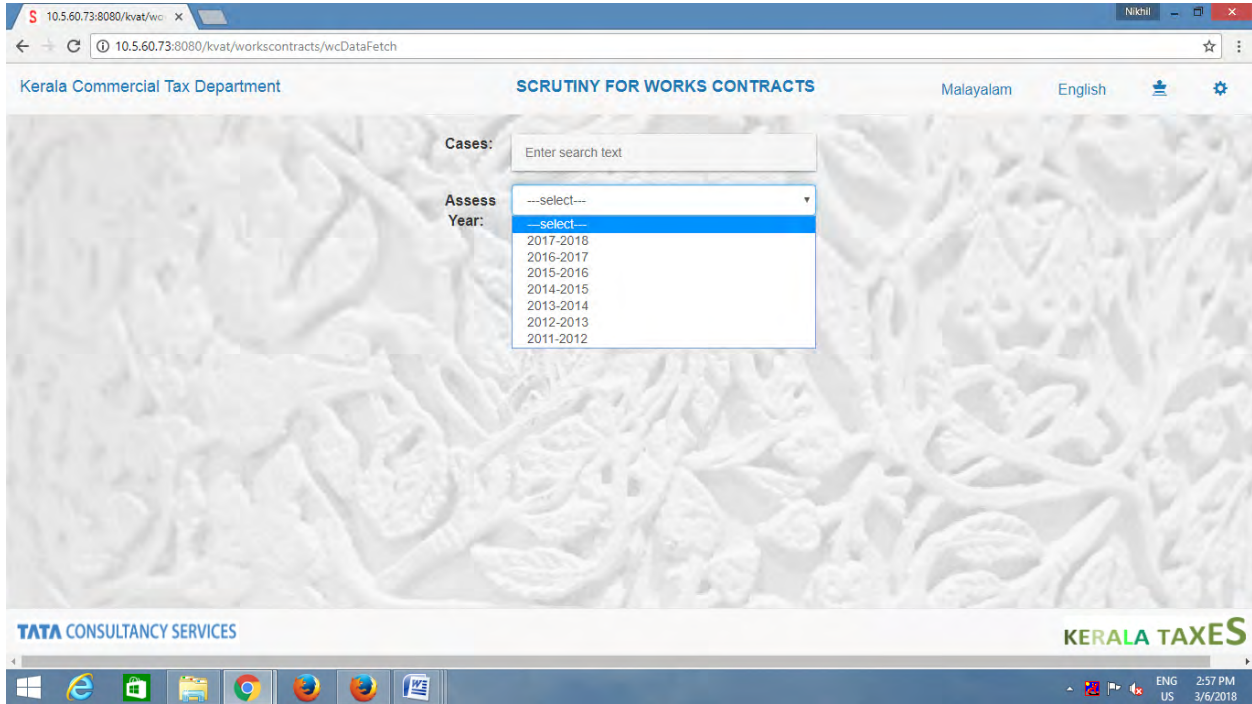 S 10.5.60.73:8080/kvat/wo × Nikhil
10.5.60.73:8080/kvat/workscontracts/wcDataFetch
Kerala Commercial Tax Department SCRUTINY FOR WORKS CONTRACTS Malayalam English
Cases: Enter search text
Assess Year: ---select---
---select---
2017-2018
2016-2017
2015-2016
2014-2015
2013-2014
2012-2013
2011-2012
TATA CONSULTANCY SERVICES KERALA TAXES
ENG 2:57 PM
US 3/6/2018